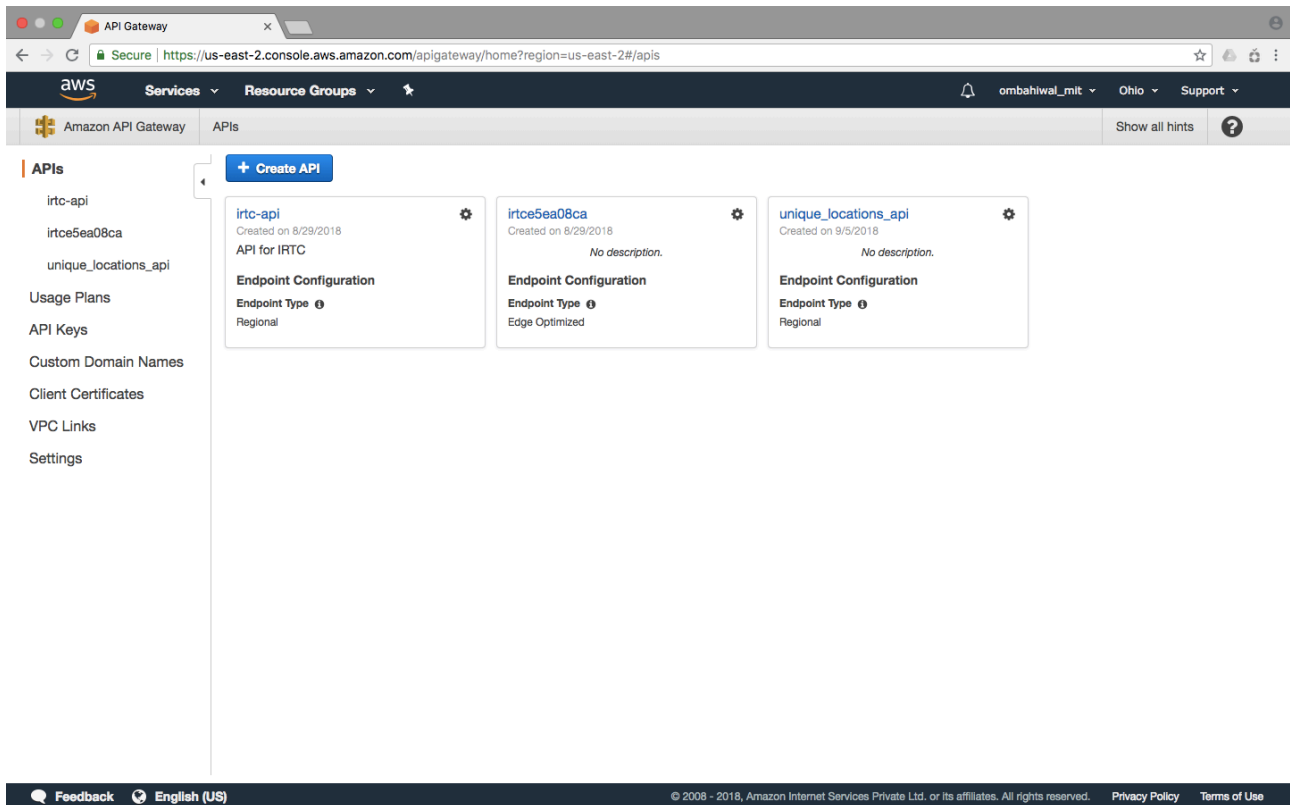 API Gateway
Secure | https://us-east-2.console.aws.amazon.com/apigateway/home?region=us-east-2#/apis
aws Services Resource Groups ombahiwal_mit Ohio Support
Amazon API Gateway APIs Show all hints ?
APIs
irtc-api
irtce5ea08ca
unique_locations_api
Usage Plans
API Keys
Custom Domain Names
Client Certificates
VPC Links
Settings
+ Create API
irtc-api
Created on 8/29/2018
API for IRTC
Endpoint Configuration
Endpoint Type
Regional
irtce5ea08ca
Created on 8/29/2018
No description.
Endpoint Configuration
Endpoint Type
Edge Optimized
unique_locations_api
Created on 9/5/2018
No description.
Endpoint Configuration
Endpoint Type
Regional
Feedback English (US) © 2008 - 2018, Amazon Internet Services Private Ltd. or its affiliates. All rights reserved. Privacy Policy Terms of Use